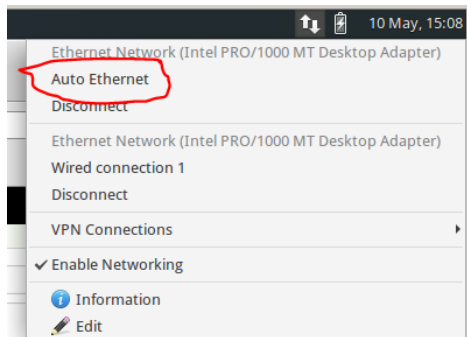 10 May, 15:08
Ethernet Network (Intel PRO/1000 MT Desktop Adapter)
Auto Ethernet
Disconnect
Ethernet Network (Intel PRO/1000 MT Desktop Adapter)
Wired connection 1
Disconnect
VPN Connections
Enable Networking
Information
Edit